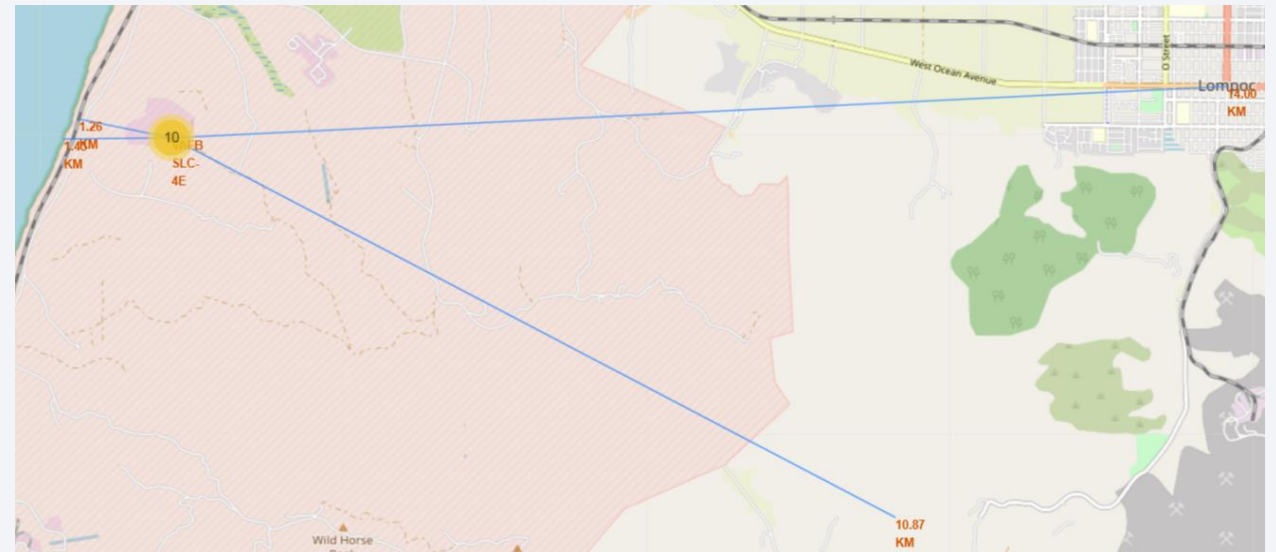 West Ocean Avenue
O Street
Lompoc
14.00
KM
1.26
KM
KM
10
SLC-
4E
10.87
KM
Wild Horse